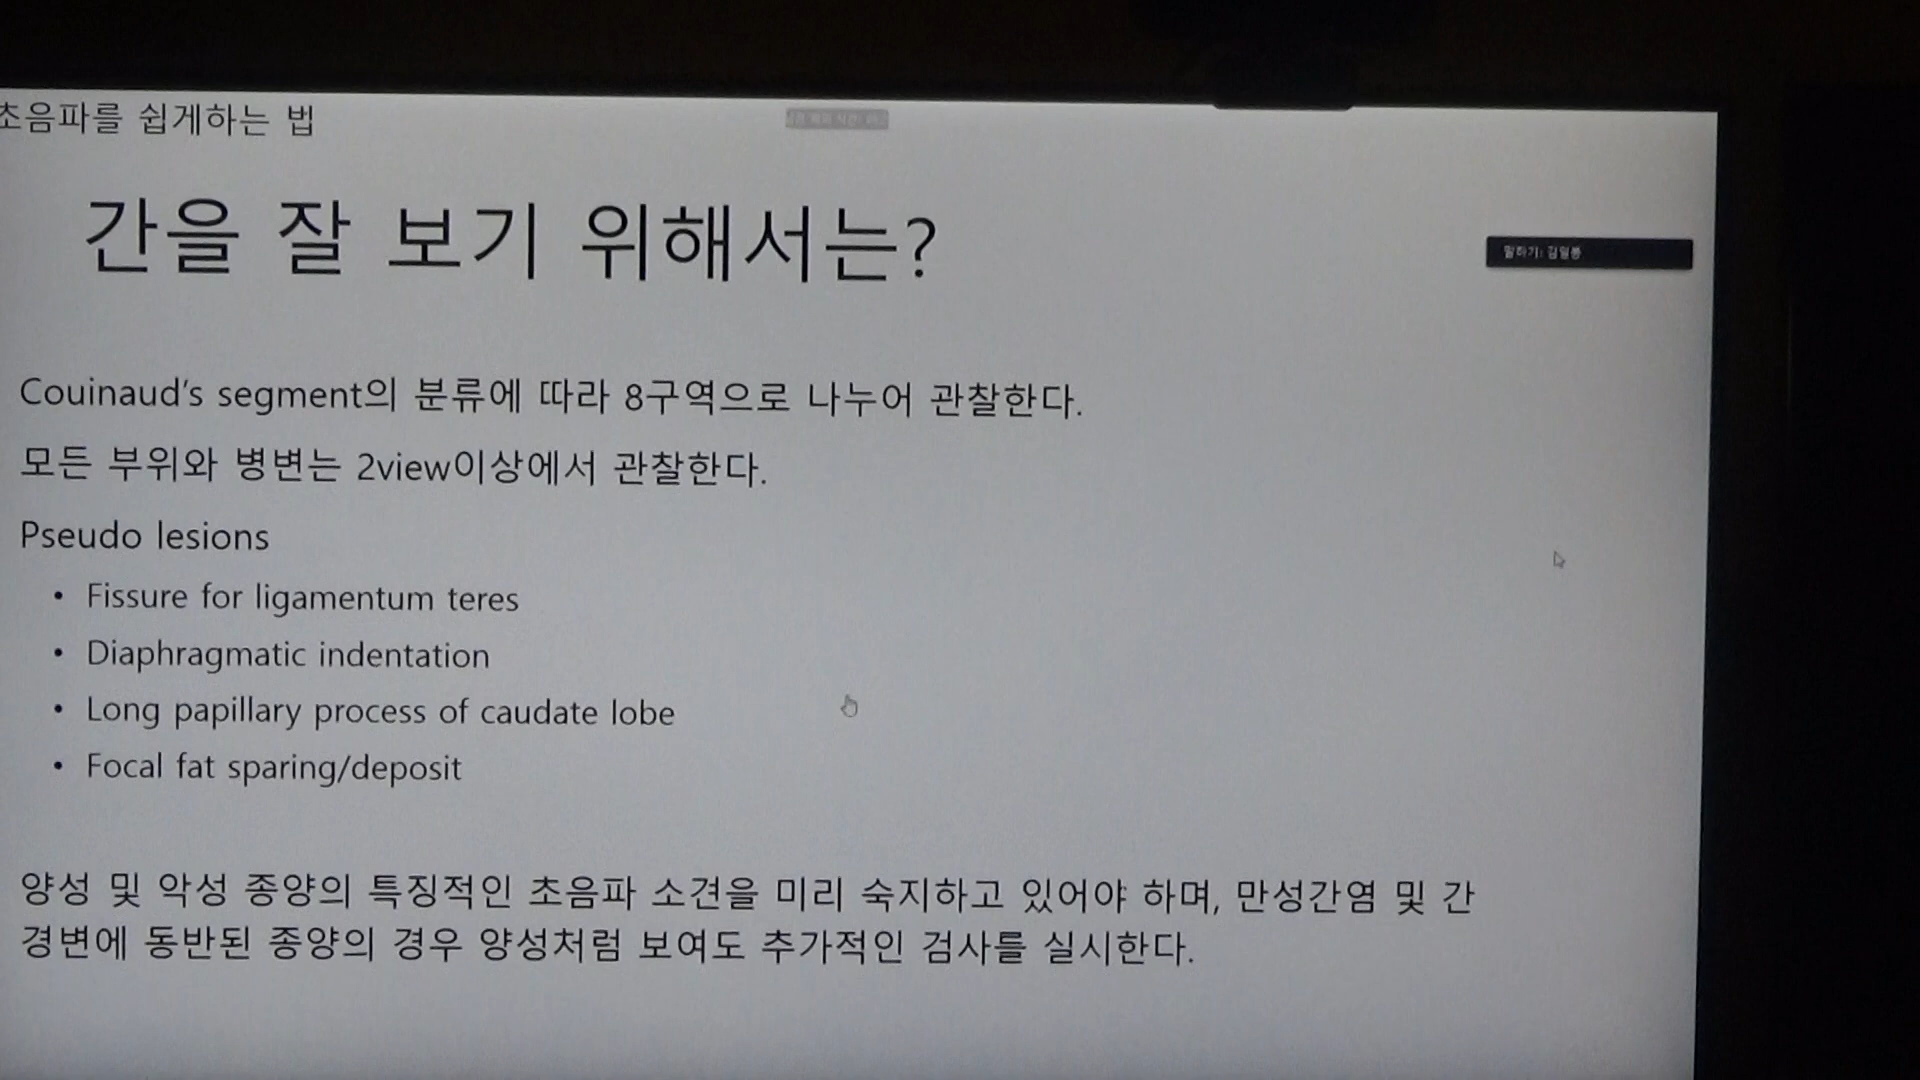 초음파를 쉽게하는 법
간을 잘 보기 위해서는?
말하기: 김일봉
Couinaud's segment의 분류에 따라 8구역으로 나누어 관찰한다.
모든 부위와 병변는 2view이상에서 관찰한다.
Pseudo lesions
• Fissure for ligamentum teres
• Diaphragmatic indentation
• Long papillary process of caudate lobe
• Focal fat sparing/deposit
양성 및 악성 종양의 특징적인 초음파 소견을 미리 숙지하고 있어야 하며, 만성간염 및 간
경변에 동반된 종양의 경우 양성처럼 보여도 추가적인 검사를 실시한다.